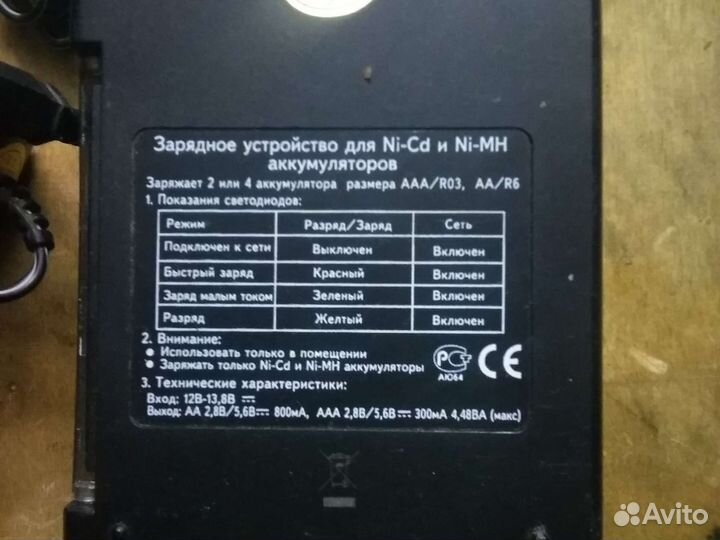 Зарядное устройство для Ni-Cd и Ni-MH
аккумуляторов
Заряжает 2 или 4 аккумулятора размера AAA/R03, AA/R6
1. Показания светодиодов:
Режим Разряд/Заряд Сеть
Подключен к сети Выключен Включен
Быстрый заряд Красный Включен
Заряд малым током Зеленый Включен
Разряд Желтый Включен
2. Внимание:
• Использовать только в помещении
• Заряжать только Ni-Cd и Ni-MH аккумуляторы
РСТ CE
АЮ64
3. Технические характеристики:
Вход: 12В-13,8В
Выход: АА 2,8В/5,6В 800мА, ААА 2,8В/5,6В 300мА 4,48ВА (макс)
Avito